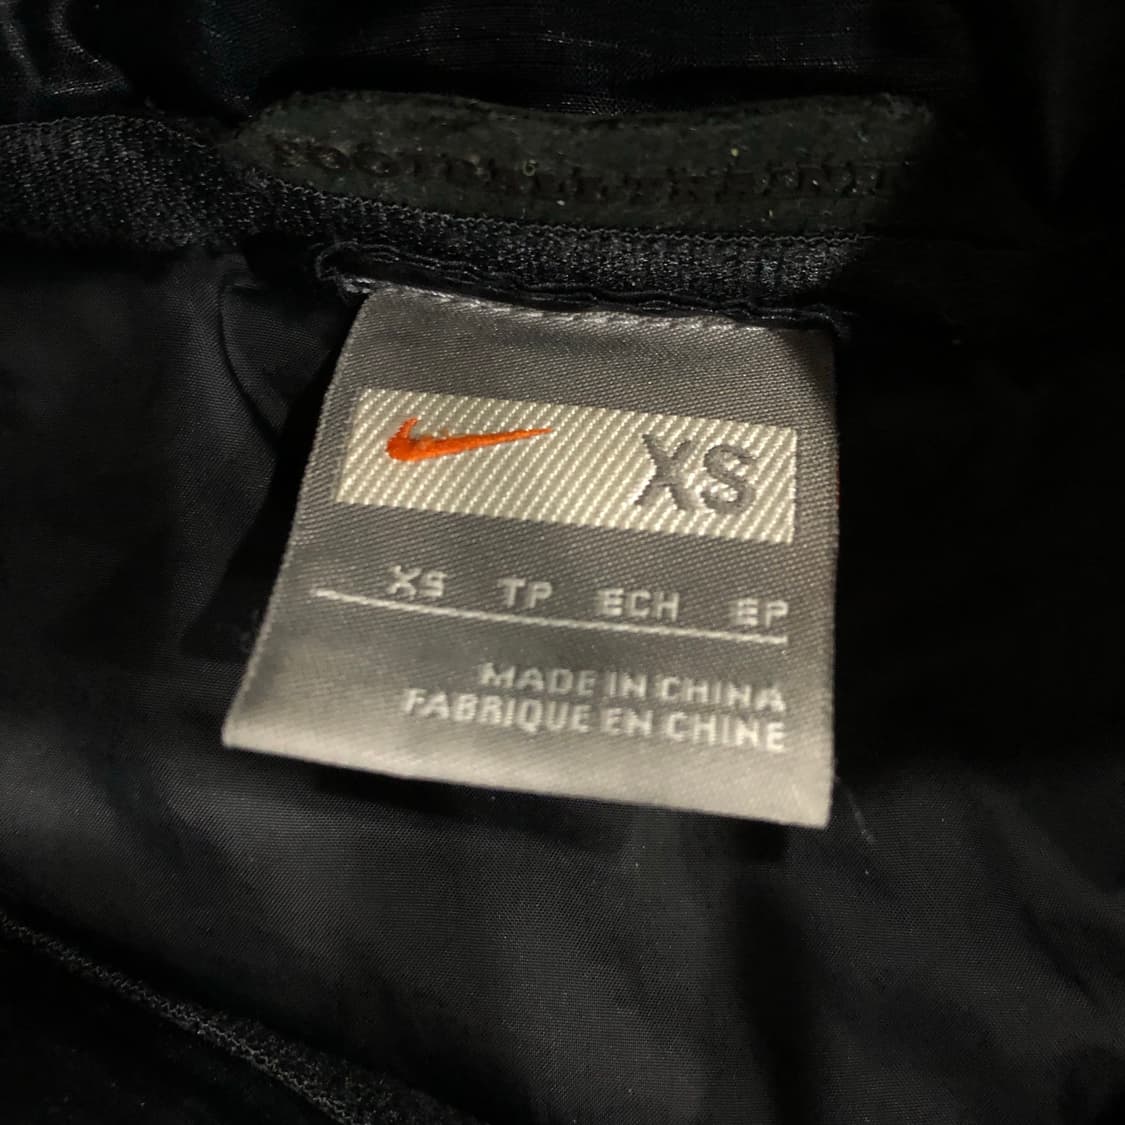 XS
XS TP ECH EP
MADE IN CHINA
FABRIQUE EN CHINE